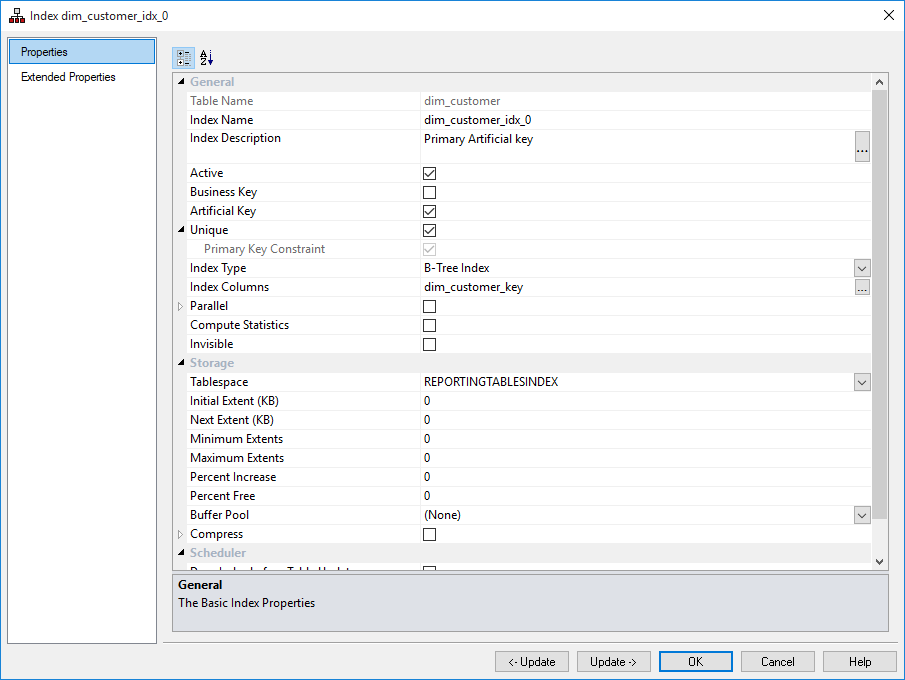 Index dim_customer_idx_0
Properties
Extended Properties
General
Table Name dim_customer
Index Name dim_customer_idx_0
Index Description Primary Artificial key
...
Active
Business Key
Artificial Key
Unique
Primary Key Constraint
Index Type B-Tree Index
Index Columns dim_customer_key ...
Parallel
Compute Statistics
Invisible
Storage
Tablespace REPORTINGTABLESINDEX
Initial Extent (KB) 0
Next Extent (KB) 0
Minimum Extents 0
Maximum Extents 0
Percent Increase 0
Percent Free 0
Buffer Pool (None)
Compress
Scheduler
General
The Basic Index Properties
<- Update Update -> OK Cancel Help